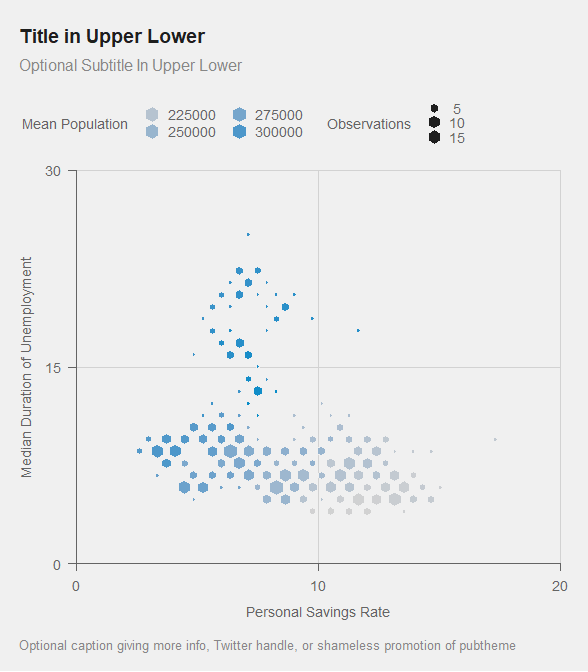 Title in Upper Lower
Optional Subtitle In Upper Lower
Mean Population 225000 275000 Observations 5
250000 300000 10
15
30
Median Duration of Unemployment
15
0
0 10 20
Personal Savings Rate
Optional caption giving more info, Twitter handle, or shameless promotion of pubtheme